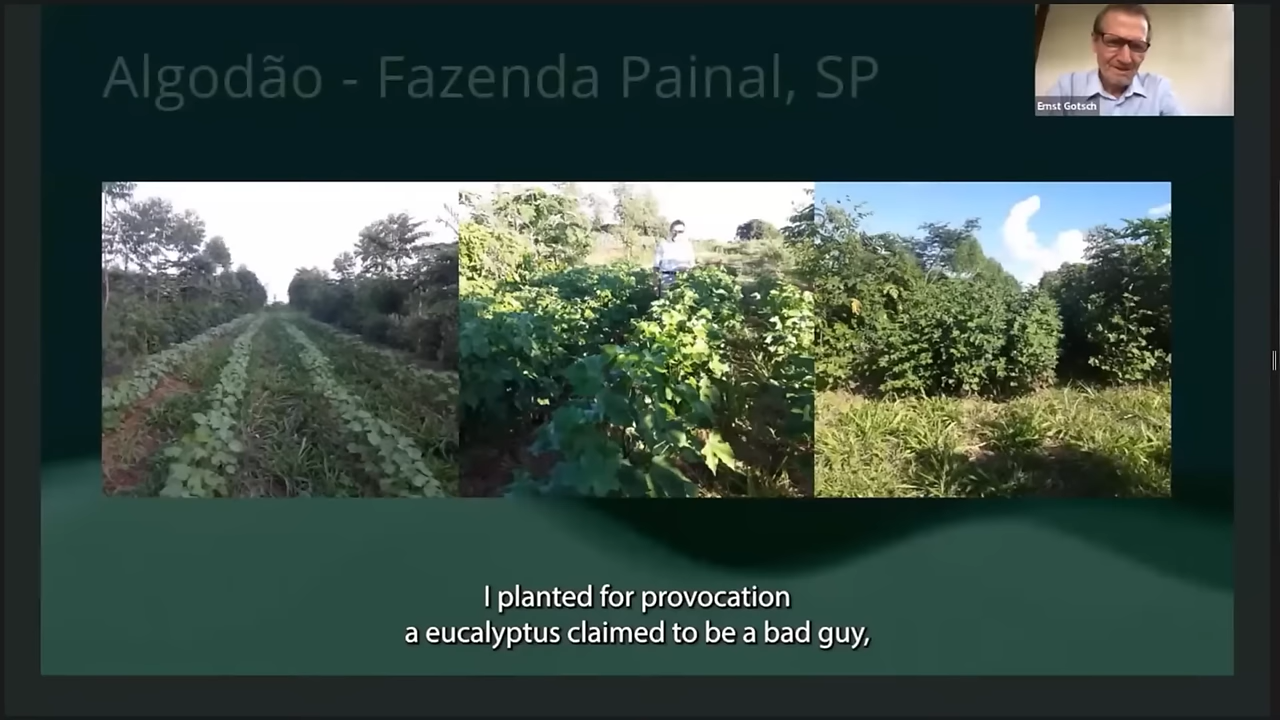 Algodão - Fazenda Painal, SP
Ernst Gotsch
I planted for provocation
a eucalyptus claimed to be a bad guy,